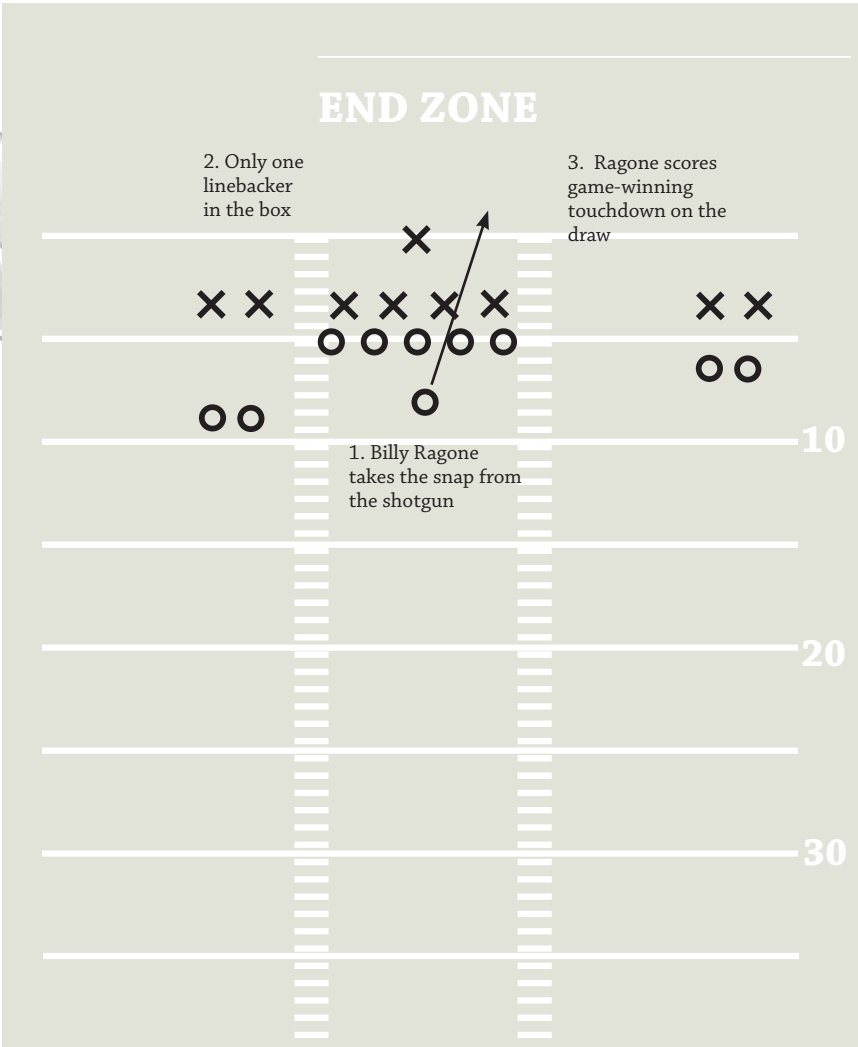 END ZONE
2. Only one
linebacker
in the box
3. Ragone scores
game-winning
touchdown on the
draw
1. Billy Ragone
takes the snap from
the shotgun
10
20
30